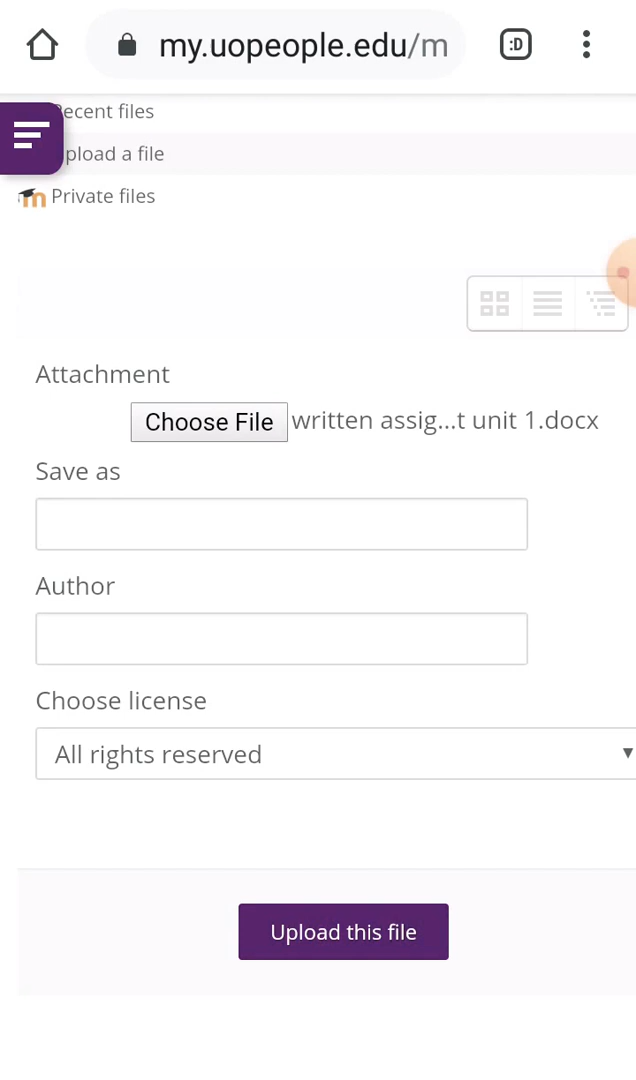 my.uopeople.edu/m
:D
Recent files
pload a file
Private files
Attachment
Choose File written assig...t unit 1.docx
Save as
Author
Choose license
All rights reserved
Upload this file